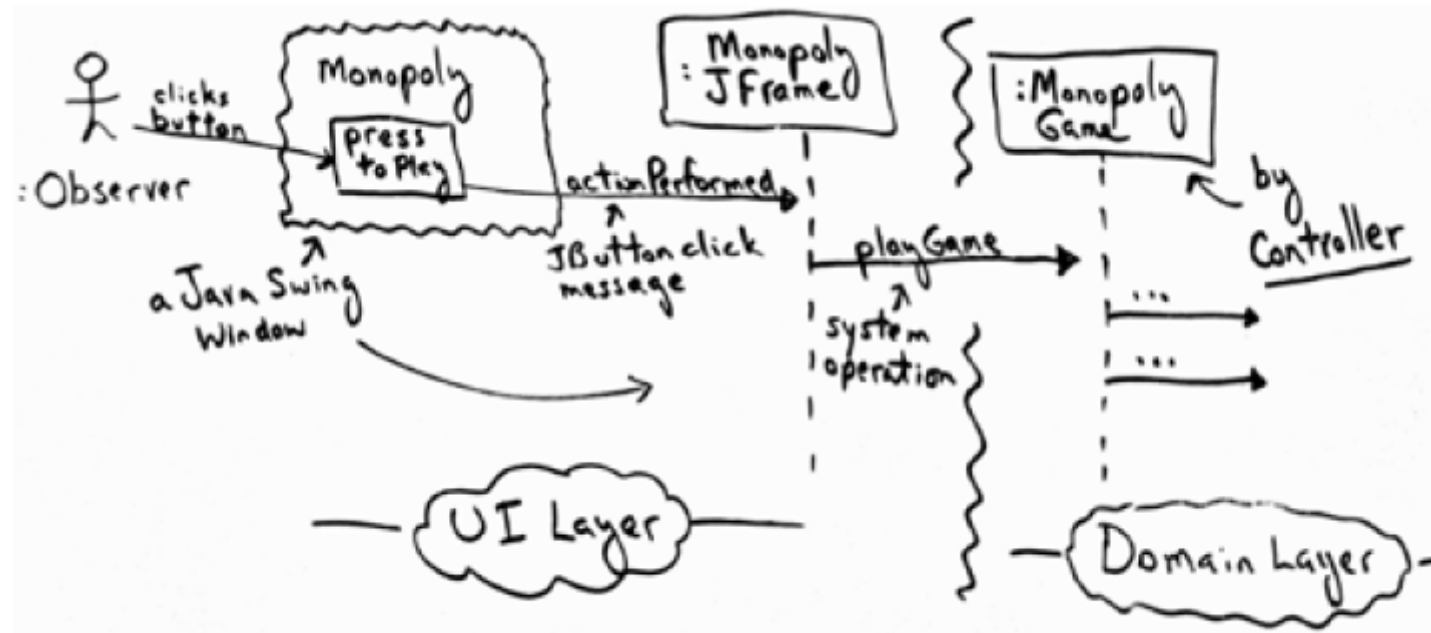 :Observer
clicks
button
Monopoly
press
to Play
a Java Swing
Window
actionPerformed
JButton click
message
Monopoly
: JFrame
playGame
system
operation
:Monopoly
Game
by
Controller
...
...
UI Layer
Domain Layer